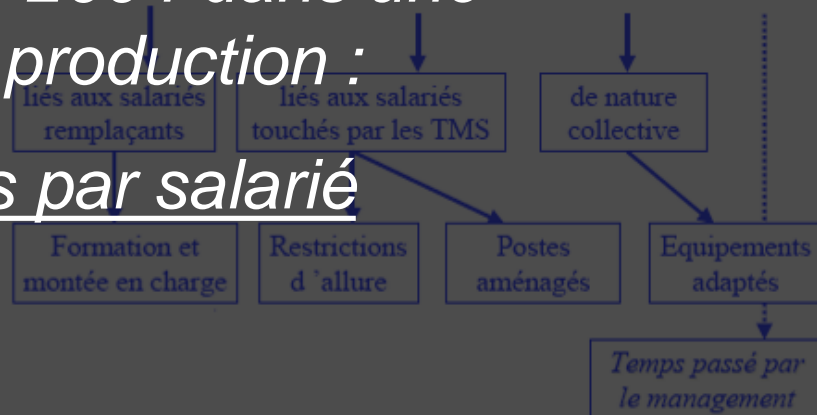 production :
s par salarié
liés aux salariés
remplaçants
liés aux salariés
touchés par les TMS
de nature
collective
Formation et
montée en charge
Restrictions
d ’allure
Postes
aménagés
Equipements
adaptés
Temps passé par
le management